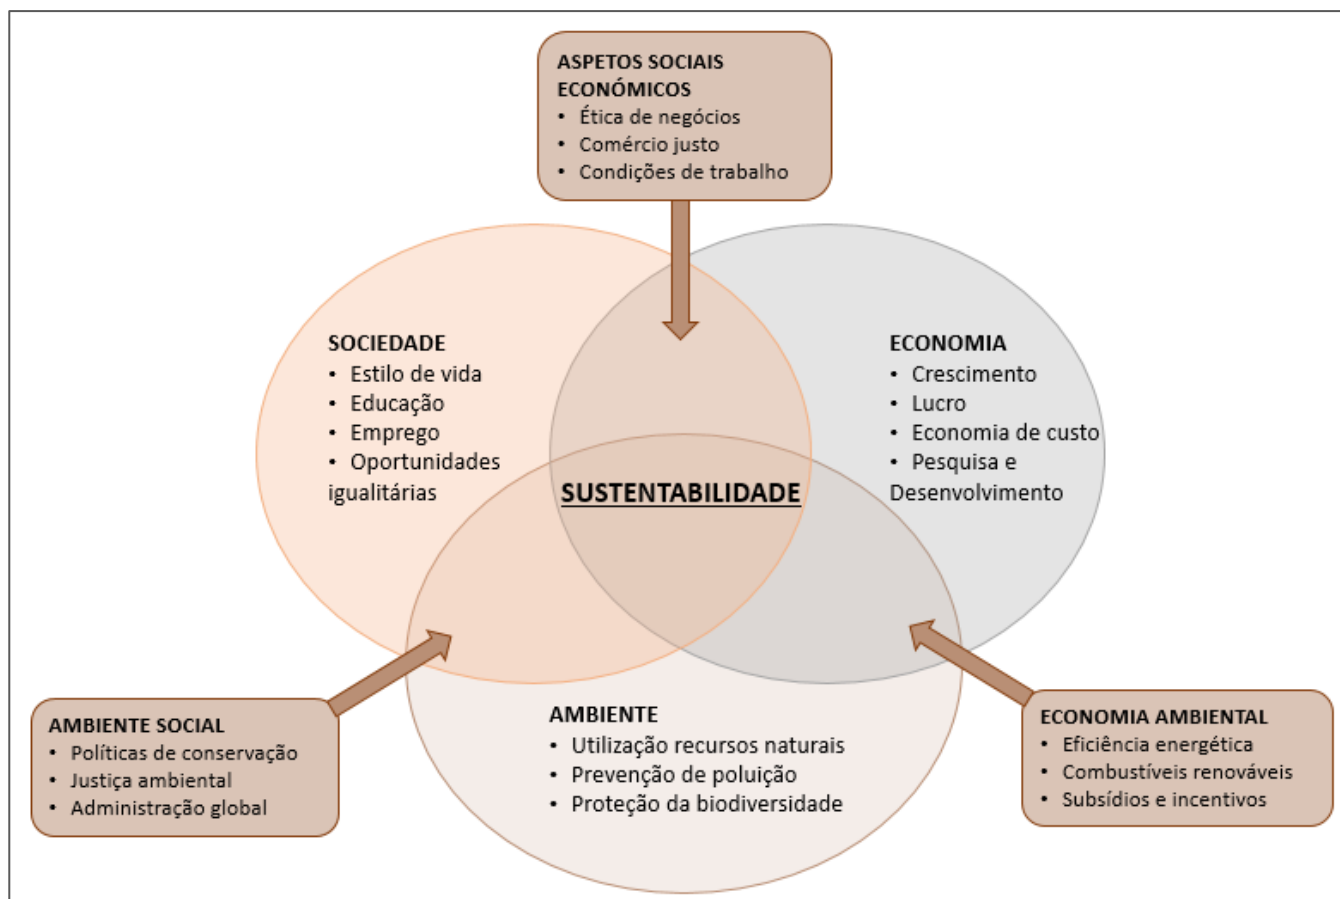 ASPETOS SOCIAIS
ECONÓMICOS
• Ética de negócios
• Comércio justo
• Condições de trabalho
SOCIEDADE
• Estilo de vida
• Educação
• Emprego
• Oportunidades
igualitárias
ECONOMIA
• Crescimento
• Lucro
• Economia de custo
• Pesquisa e
Desenvolvimento
SUSTENTABILIDADE
AMBIENTE SOCIAL
• Políticas de conservação
• Justiça ambiental
• Administração global
AMBIENTE
• Utilização recursos naturais
• Prevenção de poluição
• Proteção da biodiversidade
ECONOMIA AMBIENTAL
• Eficiência energética
• Combustíveis renováveis
• Subsídios e incentivos